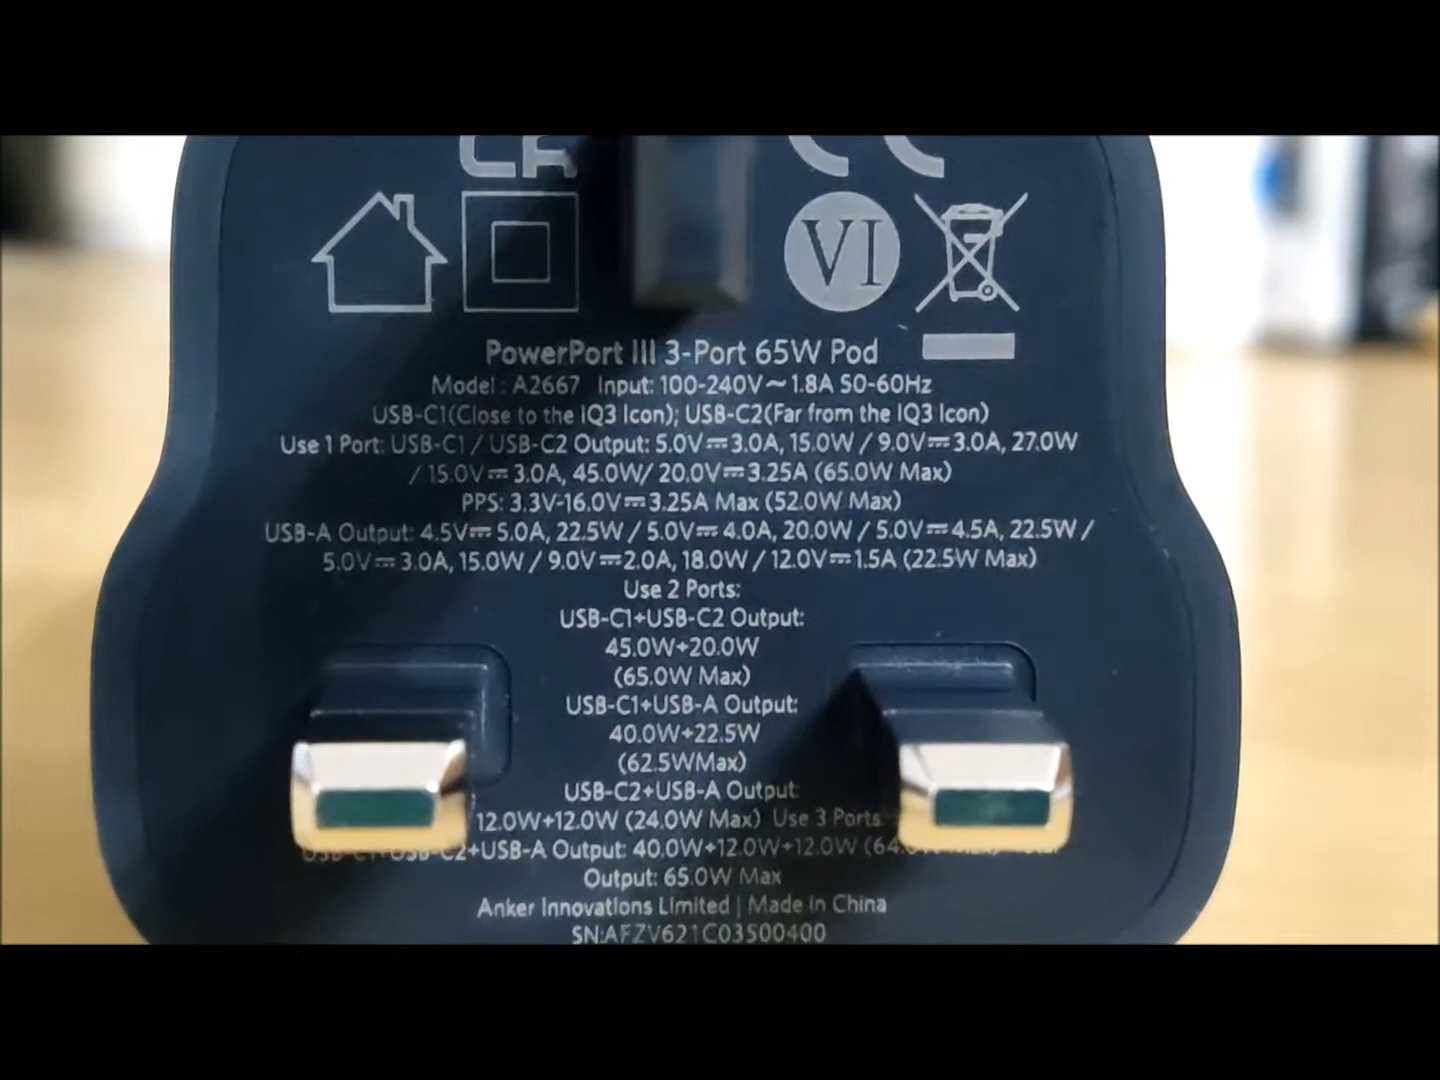 CA CE
VI
PowerPort III 3-Port 65W Pod
Model: A2667 Input: 100-240V~1.8A 50-60Hz
USB-C1(Close to the IQ3 Icon); USB-C2(Far from the IQ3 Icon)
Use 1 Port: USB-C1 / USB-C2 Output: 5.0V⎓3.0A, 15.0W / 9.0V⎓3.0A, 27.0W
/ 15.0V⎓3.0A, 45.0W/ 20.0V⎓3.25A (65.0W Max)
PPS: 3.3V-16.0V⎓3.25A Max (52.0W Max)
USB-A Output: 4.5V⎓5.0A, 22.5W / 5.0V⎓4.0A, 20.0W / 5.0V⎓4.5A, 22.5W /
5.0V⎓3.0A, 15.0W / 9.0V⎓2.0A, 18.0W / 12.0V⎓1.5A (22.5W Max)
Use 2 Ports:
USB-C1+USB-C2 Output:
45.0W+20.0W
(65.0W Max)
USB-C1+USB-A Output:
40.0W+22.5W
(62.5WMax)
USB-C2+USB-A Output:
12.0W+12.0W (24.0W Max) Use 3 Ports
USB-C1+USB-C2+USB-A Output: 40.0W+12.0W+12.0W
Output: 65.0W Max
Anker Innovations Limited | Made in China
SN:AFZV621C03500400